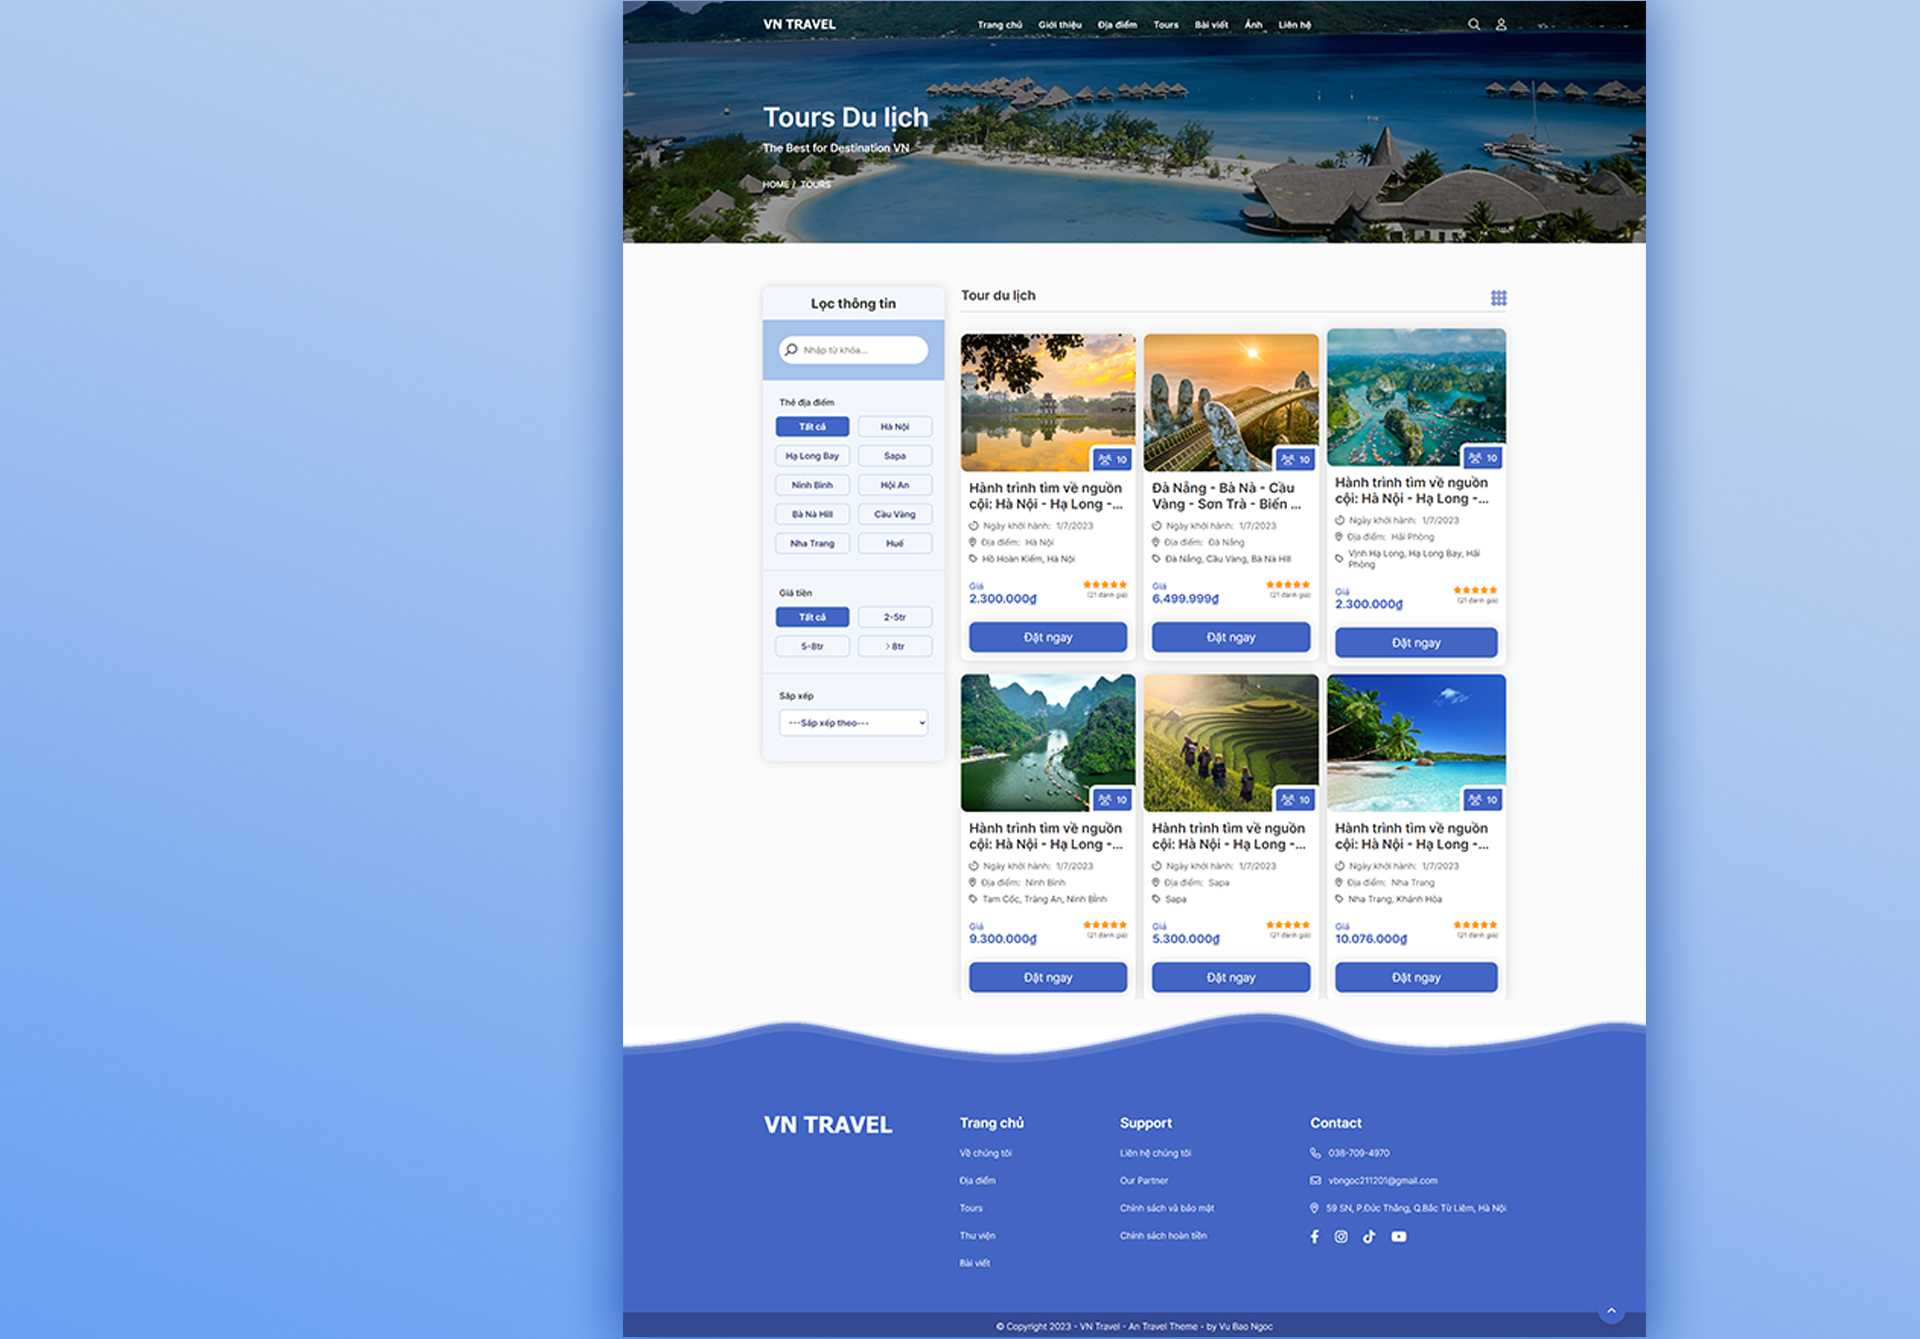 VN TRAVEL
Trang chủ Giới thiệu Địa điểm Tours Bài viết Ảnh Liên hệ
Tours Du lịch
The Best for Destination VN
HOME / TOURS
Lọc thông tin
Nhập từ khóa...
Thẻ địa điểm
Tất cả Hà Nội
Hạ Long Bay Sapa
Ninh Bình Hội An
Bà Nà Hill Cầu Vàng
Nha Trang Huế
Giá tiền
Tất cả 2-5tr
5-8tr > 8tr
Sắp xếp
---Sắp xếp theo---
Tour du lịch
10
Hành trình tìm về nguồn
cội: Hà Nội - Hạ Long -...
Ngày khởi hành: 1/7/2023
Địa điểm: Hà Nội
Hồ Hoàn Kiếm, Hà Nội
Giá
2.300.000₫
(21 đánh giá)
Đặt ngay
10
Đà Nẵng - Bà Nà - Cầu
Vàng - Sơn Trà - Biển ...
Ngày khởi hành: 1/7/2023
Địa điểm: Đà Nẵng
Đà Nẵng, Cầu Vàng, Bà Nà Hill
Giá
6.499.999₫
(21 đánh giá)
Đặt ngay
10
Hành trình tìm về nguồn
cội: Hà Nội - Hạ Long -...
Ngày khởi hành: 1/7/2023
Địa điểm: Hải Phòng
Vịnh Hạ Long, Hạ Long Bay, Hải
Phòng
Giá
2.300.000₫
(21 đánh giá)
Đặt ngay
10
Hành trình tìm về nguồn
cội: Hà Nội - Hạ Long -...
Ngày khởi hành: 1/7/2023
Địa điểm: Ninh Bình
Tam Cốc, Tràng An, Ninh Bình
Giá
9.300.000₫
(21 đánh giá)
Đặt ngay
10
Hành trình tìm về nguồn
cội: Hà Nội - Hạ Long -...
Ngày khởi hành: 1/7/2023
Địa điểm: Sapa
Sapa
Giá
5.300.000₫
(21 đánh giá)
Đặt ngay
10
Hành trình tìm về nguồn
cội: Hà Nội - Hạ Long -...
Ngày khởi hành: 1/7/2023
Địa điểm: Nha Trang
Nha Trang, Khánh Hòa
Giá
10.076.000₫
(21 đánh giá)
Đặt ngay
VN TRAVEL
Trang chủ
Về chúng tôi
Địa điểm
Tours
Thư viện
Bài viết
Support
Liên hệ chúng tôi
Our Partner
Chính sách và bảo mật
Chính sách hoàn tiền
Contact
038-709-4970
vbngoc211201@gmail.com
59 SN, P.Đức Thắng, Q.Bắc Từ Liêm, Hà Nội
© Copyright 2023 - VN Travel - An Travel Theme - by Vu Bao Ngoc